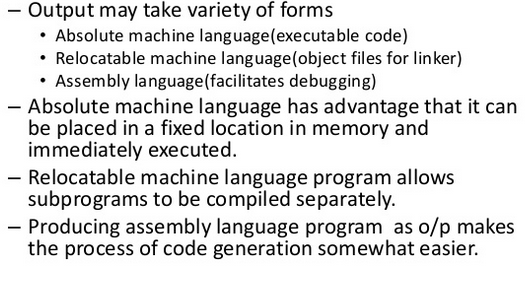 – Output may take variety of forms
• Absolute machine language(executable code)
• Relocatable machine language(object files for linker)
• Assembly language(facilitates debugging)
– Absolute machine language has advantage that it can
be placed in a fixed location in memory and
immediately executed.
– Relocatable machine language program allows
subprograms to be compiled separately.
– Producing assembly language program as o/p makes
the process of code generation somewhat easier.